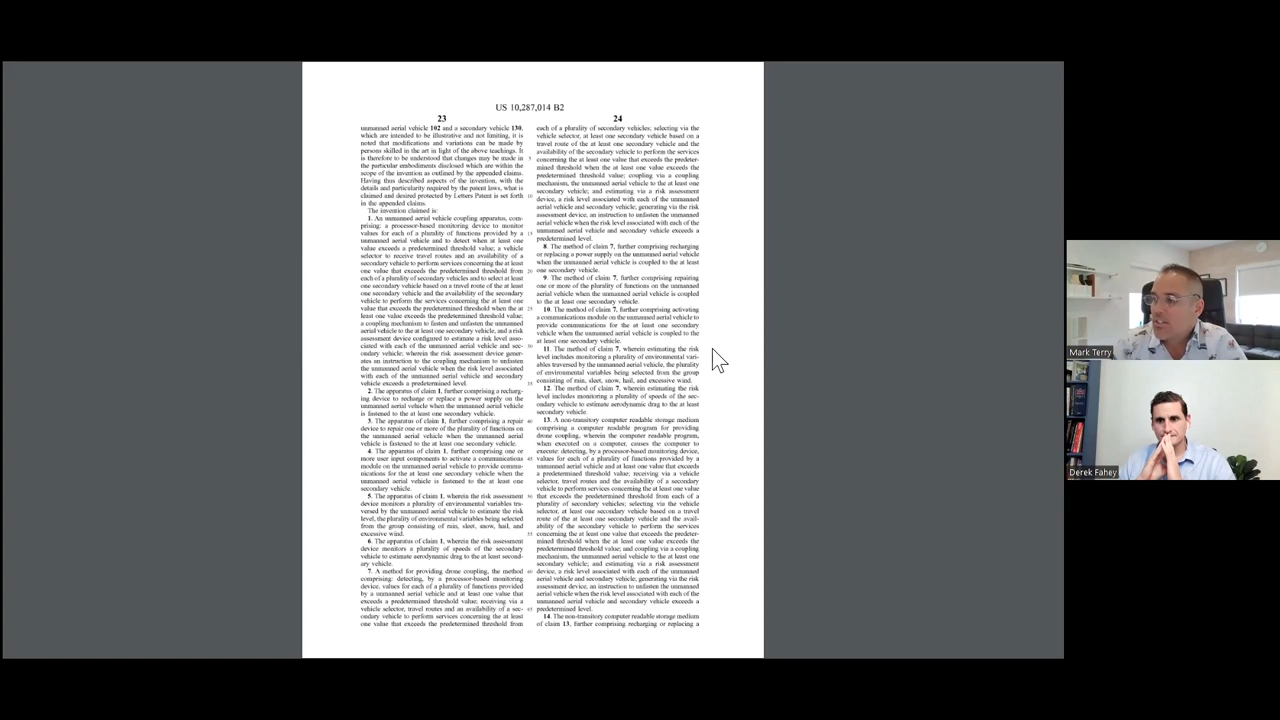 US 10,287,014 B2
23
unmanned aerial vehicle 102 and a secondary vehicle 130,
which are intended to be illustrative and not limiting, it is
noted that modifications and variations can be made by
persons skilled in the art in light of the above teachings. It
is therefore to be understood that changes may be made in
the particular embodiments disclosed which are within the
scope of the invention as outlined by the appended claims.
Having thus described aspects of the invention, with the
details and particularity required by the patent laws, what is
claimed and desired protected by Letters Patent is set forth
in the appended claims.
The invention claimed is:
1. An unmanned aerial vehicle coupling apparatus, com-
prising: a processor-based monitoring device to monitor
values for each of a plurality of functions provided by a
unmanned aerial vehicle and to detect when at least one
value exceeds a predetermined threshold value; a vehicle
selector to receive travel routes and an availability of a
secondary vehicle to perform services concerning the at least
one value that exceeds the predetermined threshold from
each of a plurality of secondary vehicles and to select at least
one secondary vehicle based on a travel route of the at least
one secondary vehicle and the availability of the secondary
vehicle to perform the services concerning the at least one
value that exceeds the predetermined threshold when the at
least one value exceeds the predetermined threshold value;
a coupling mechanism to fasten and unfasten the unmanned
aerial vehicle to the at least one secondary vehicle, and a risk
assessment device configured to estimate a risk level asso-
ciated with each of the unmanned aerial vehicle and sec-
ondary vehicle; wherein the risk assessment device gener-
ates an instruction to the coupling mechanism to unfasten
the unmanned aerial vehicle when the risk level associated
with each of the unmanned aerial vehicle and secondary
vehicle exceeds a predetermined level.
2. The apparatus of claim 1, further comprising a recharg-
ing device to recharge or replace a power supply on the
unmanned aerial vehicle when the unmanned aerial vehicle
is fastened to the at least one secondary vehicle.
3. The apparatus of claim 1, further comprising a repair
device to repair one or more of the plurality of functions on
the unmanned aerial vehicle when the unmanned aerial
vehicle is fastened to the at least one secondary vehicle.
4. The apparatus of claim 1, further comprising one or
more user input components to activate a communications
module on the unmanned aerial vehicle to provide commu-
nications for the at least one secondary vehicle when the
unmanned aerial vehicle is fastened to the at least one
secondary vehicle.
5. The apparatus of claim 1, wherein the risk assessment
device monitors a plurality of environmental variables tra-
versed by the unmanned aerial vehicle to estimate the risk
level, the plurality of environmental variables being selected
from the group consisting of rain, sleet, snow, hail, and
excessive wind.
6. The apparatus of claim 1, wherein the risk assessment
device monitors a plurality of speeds of the secondary
vehicle to estimate aerodynamic drag to the at least second-
ary vehicle.
7. A method for providing drone coupling, the method
comprising: detecting, by a processor-based monitoring
device, values for each of a plurality of functions provided
by a unmanned aerial vehicle and at least one value that
exceeds a predetermined threshold value; receiving via a
vehicle selector, travel routes and an availability of a sec-
ondary vehicle to perform services concerning the at least
one value that exceeds the predetermined threshold from
5
10
15
20
25
30
35
40
45
50
55
60
65
24
each of a plurality of secondary vehicles; selecting via the
vehicle selector, at least one secondary vehicle based on a
travel route of the at least one secondary vehicle and the
availability of the secondary vehicle to perform the services
concerning the at least one value that exceeds the predeter-
mined threshold when the at least one value exceeds the
predetermined threshold value; coupling via a coupling
mechanism, the unmanned aerial vehicle to the at least one
secondary vehicle; and estimating via a risk assessment
device, a risk level associated with each of the unmanned
aerial vehicle and secondary vehicle; generating via the risk
assessment device, an instruction to unfasten the unmanned
aerial vehicle when the risk level associated with each of the
unmanned aerial vehicle and secondary vehicle exceeds a
predetermined level.
8. The method of claim 7, further comprising recharging
or replacing a power supply on the unmanned aerial vehicle
when the unmanned aerial vehicle is coupled to the at least
one secondary vehicle.
9. The method of claim 7, further comprising repairing
one or more of the plurality of functions on the unmanned
aerial vehicle when the unmanned aerial vehicle is coupled
to the at least one secondary vehicle.
10. The method of claim 7, further comprising activating
a communications module on the unmanned aerial vehicle to
provide communications for the at least one secondary
vehicle when the unmanned aerial vehicle is coupled to the
at least one secondary vehicle.
11. The method of claim 7, wherein estimating the risk
level includes monitoring a plurality of environmental vari-
ables traversed by the unmanned aerial vehicle, the plurality
of environmental variables being selected from the group
consisting of rain, sleet, snow, hail, and excessive wind.
12. The method of claim 7, wherein estimating the risk
level includes monitoring a plurality of speeds of the sec-
ondary vehicle to estimate aerodynamic drag to the at least
secondary vehicle.
13. A non-transitory computer readable storage medium
comprising a computer readable program for providing
drone coupling, wherein the computer readable program,
when executed on a computer, causes the computer to
execute: detecting, by a processor-based monitoring device,
values for each of a plurality of functions provided by a
unmanned aerial vehicle and at least one value that exceeds
a predetermined threshold value; receiving via a vehicle
selector, travel routes and the availability of a secondary
vehicle to perform services concerning the at least one value
that exceeds the predetermined threshold from each of a
plurality of secondary vehicles; selecting via the vehicle
selector, at least one secondary vehicle based on a travel
route of the at least one secondary vehicle and the avail-
ability of the secondary vehicle to perform the services
concerning the at least one value that exceeds the predeter-
mined threshold when the at least one value exceeds the
predetermined threshold value; and coupling via a coupling
mechanism, the unmanned aerial vehicle to the at least one
secondary vehicle; and estimating via a risk assessment
device, a risk level associated with each of the unmanned
aerial vehicle and secondary vehicle, generating via the risk
assessment device, an instruction to unfasten the unmanned
aerial vehicle when the risk level associated with each of the
unmanned aerial vehicle and secondary vehicle exceeds a
predetermined level.
14. The non-transitory computer readable storage medium
of claim 13, further comprising recharging or replacing a
Mark Terry
Derek Fahey